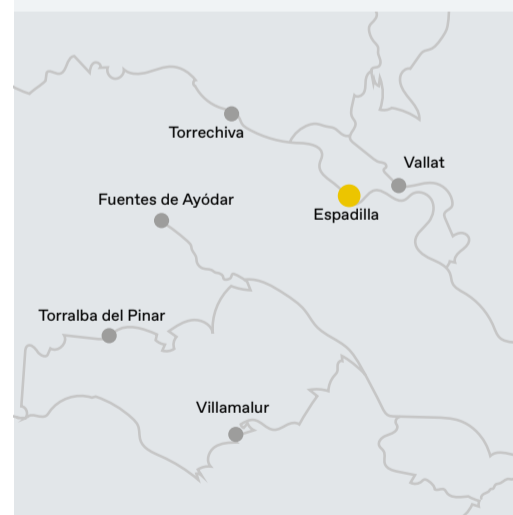 Torrechiva
Vallat
Fuentes de Ayódar
Espadilla
Torralba del Pinar
Villamalur